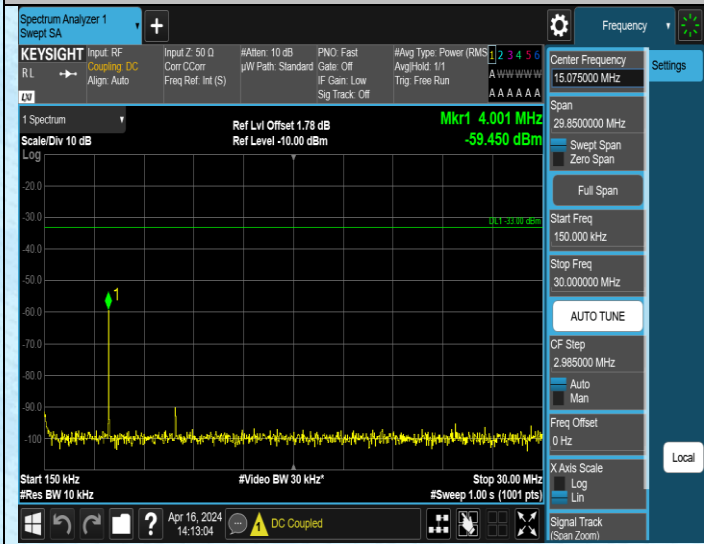 Spectrum Analyzer 1
Swept SA
+
Frequency
KEYSIGHT
RL
LXI
Input: RF
Coupling: DC
Align: Auto
Input Z: 50 Ω
Corr CCorr
Freq Ref: Int (S)
#Atten: 10 dB
µW Path: Standard
PNO: Fast
Gate: Off
IF Gain: Low
Sig Track: Off
#Avg Type: Power (RMS
Avg|Hold: 1/1
Trig: Free Run
1 2 3 4 5 6
A W W W W W
A A A A A A
1 Spectrum
Scale/Div 10 dB
Log
Ref Lvl Offset 1.78 dB
Ref Level -10.00 dBm
Mkr1 4.001 MHz
-59.450 dBm
-20.0
-30.0
DL1 -33.00 dBm
-40.0
-50.0
1
-60.0
-70.0
-80.0
-90.0
-100
Start 150 kHz
#Res BW 10 kHz
#Video BW 30 kHz*
Stop 30.00 MHz
#Sweep 1.00 s (1001 pts)
?
Apr 16, 2024
14:13:04
1
DC Coupled
Center Frequency
15.075000 MHz
Span
29.8500000 MHz
Swept Span
Zero Span
Full Span
Start Freq
150.000 kHz
Stop Freq
30.000000 MHz
AUTO TUNE
CF Step
2.985000 MHz
Auto
Man
Freq Offset
0 Hz
X Axis Scale
Log
Lin
Signal Track
(Span Zoom)
Settings
Local